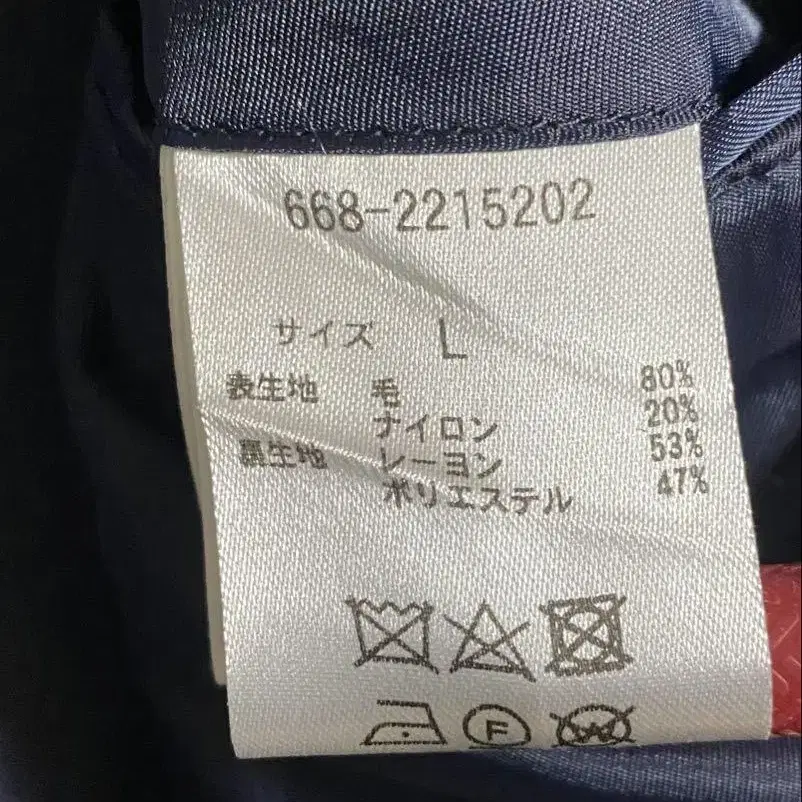 668-2215202
サイズ L
表生地 毛 80%
ナイロン 20%
裏生地 レーヨン 53%
ポリエステル 47%
F
W